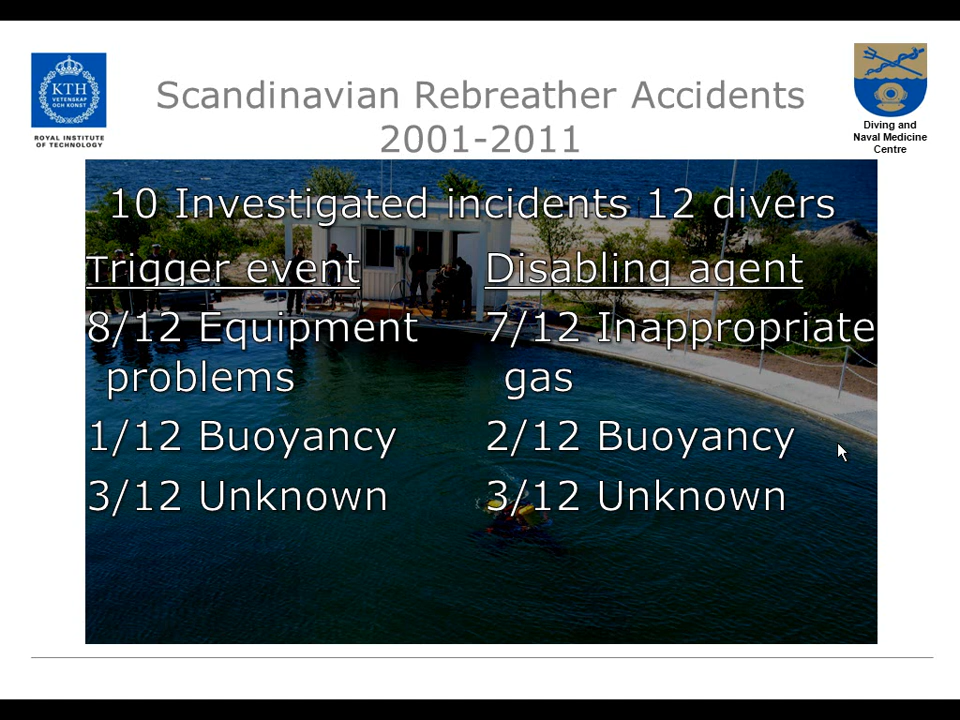 KTH
VETENSKAP
OCH KONST
ROYAL INSTITUTE
OF TECHNOLOGY
Scandinavian Rebreather Accidents
2001-2011
Diving and
Naval Medicine
Centre
10 Investigated incidents 12 divers
Trigger event
8/12 Equipment
problems
1/12 Buoyancy
3/12 Unknown
Disabling agent
7/12 Inappropriate
gas
2/12 Buoyancy
3/12 Unknown